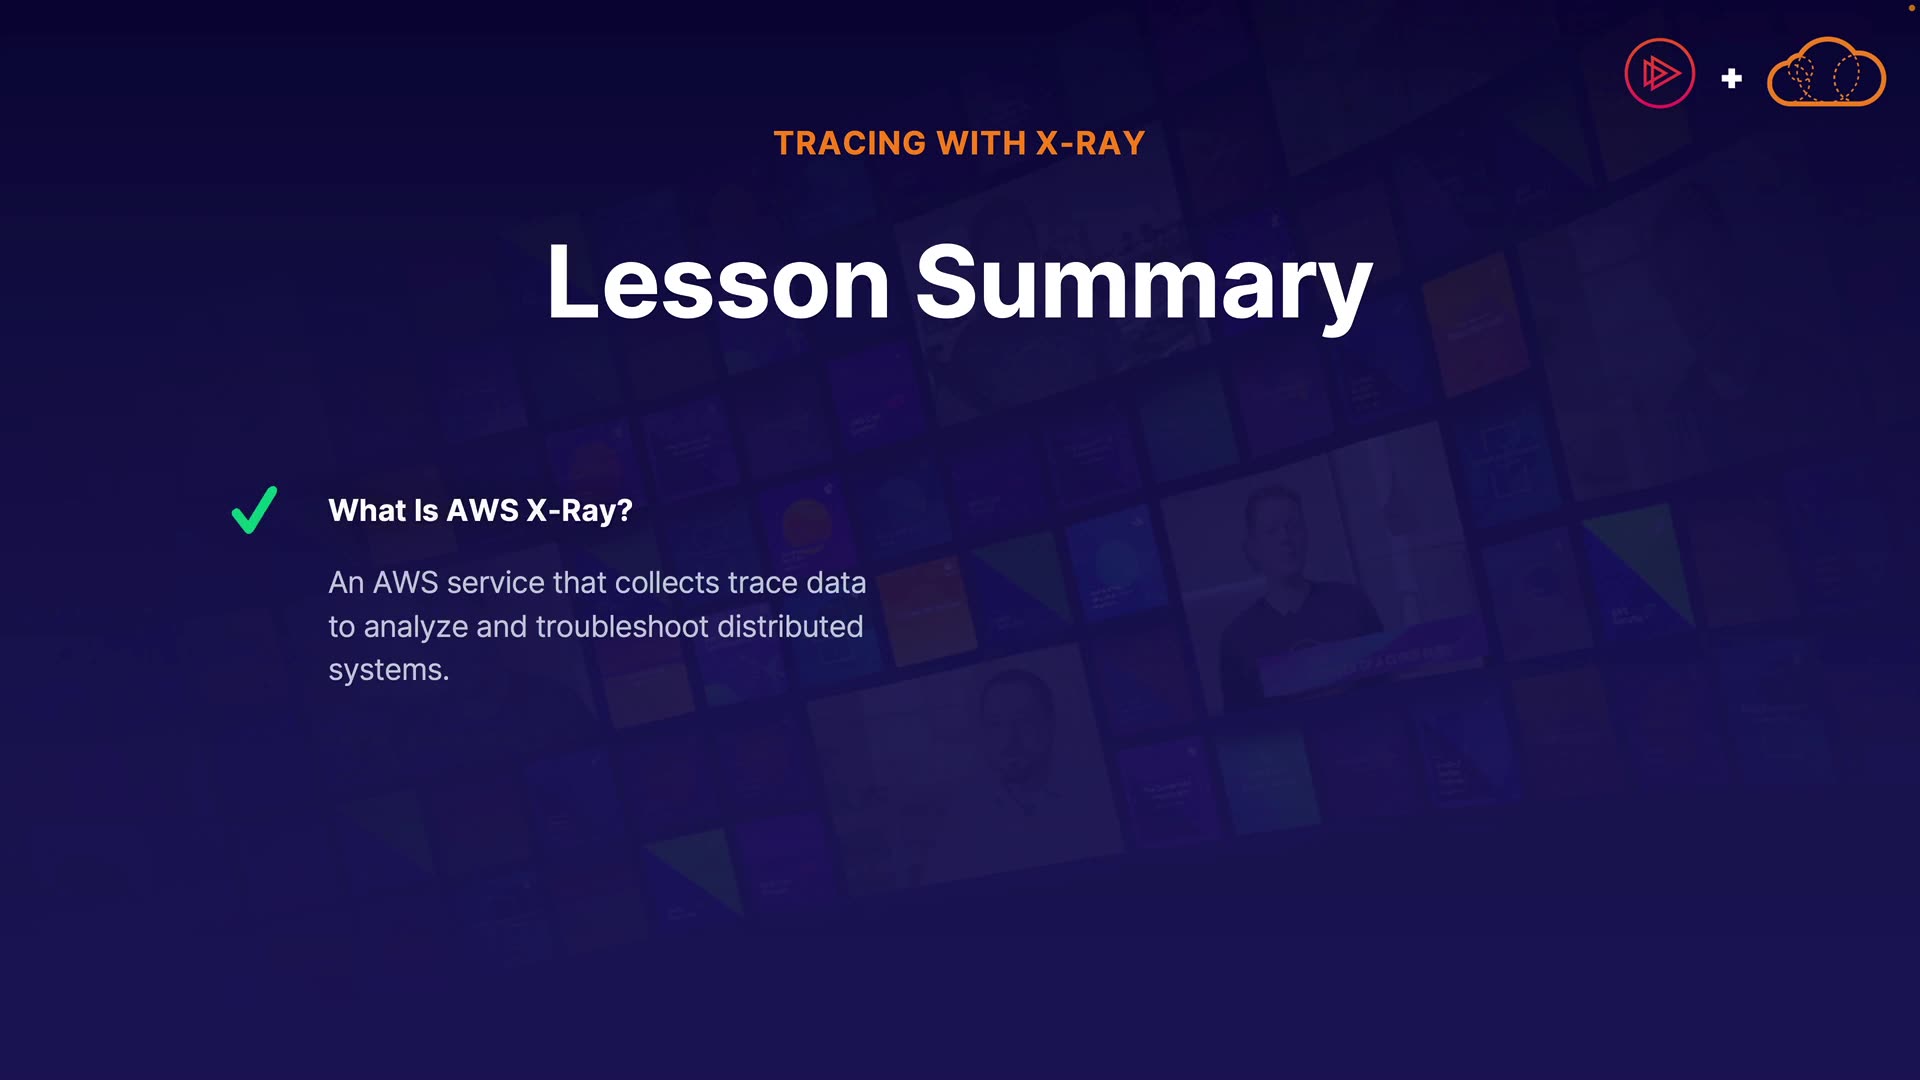 TRACING WITH X-RAY
Lesson Summary
What Is AWS X-Ray?
An AWS service that collects trace data
to analyze and troubleshoot distributed
systems.